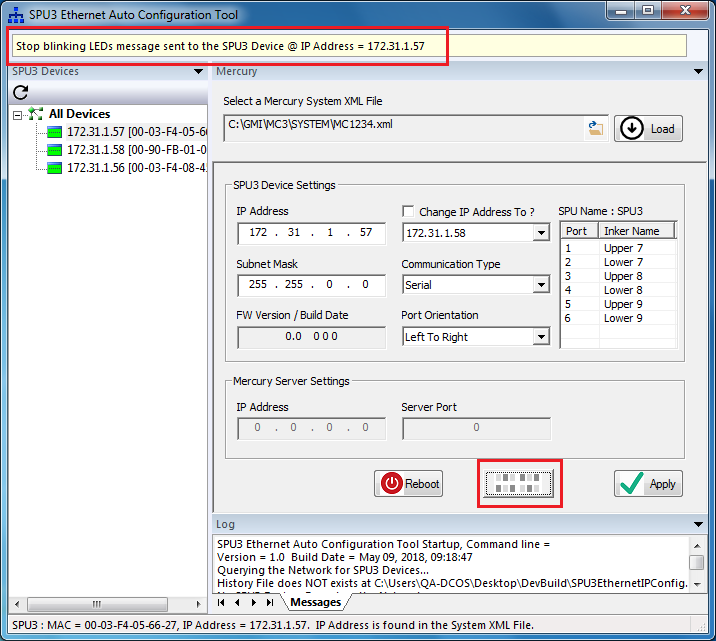 SPU3 Ethernet Auto Configuration Tool
Stop blinking LEDs message sent to the SPU3 Device @ IP Address = 172.31.1.57
SPU3 Devices
All Devices
172.31.1.57 [00-03-F4-05-66
172.31.1.58 [00-90-FB-01-0
172.31.1.56 [00-03-F4-08-4
Mercury
Select a Mercury System XML File
C:\GMI\MC3\SYSTEM\MC1234.xml
Load
SPU3 Device Settings
IP Address
172 . 31 . 1 . 57
Change IP Address To ?
172.31.1.58
Subnet Mask
255 . 255 . 0 . 0
Communication Type
Serial
FW Version / Build Date
0.0 0 0 0
Port Orientation
Left To Right
SPU Name : SPU3
Port Inker Name
1 Upper 7
2 Lower 7
3 Upper 8
4 Lower 8
5 Upper 9
6 Lower 9
Mercury Server Settings
IP Address
0 . 0 . 0 . 0
Server Port
0
Reboot
Apply
Log
SPU3 Ethernet Auto Configuration Tool Startup, Command line =
Version = 1.0 Build Date = May 09, 2018, 09:18:47
Querying the Network for SPU3 Devices...
History File does NOT exists at C:\Users\QA-DCOS\Desktop\DevBuild\SPU3EthernetIPConfig.
Messages
SPU3 : MAC = 00-03-F4-05-66-27, IP Address = 172.31.1.57. IP Address is found in the System XML File.